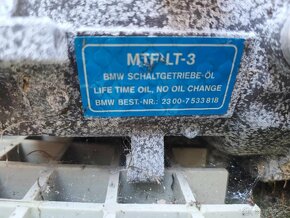 MTF-LT-3
BMW SCHALTGETRIEBE-ÖL
LIFE TIME OIL, NO OIL CHANGE
BMW BEST.-NR.: 2300-7533818